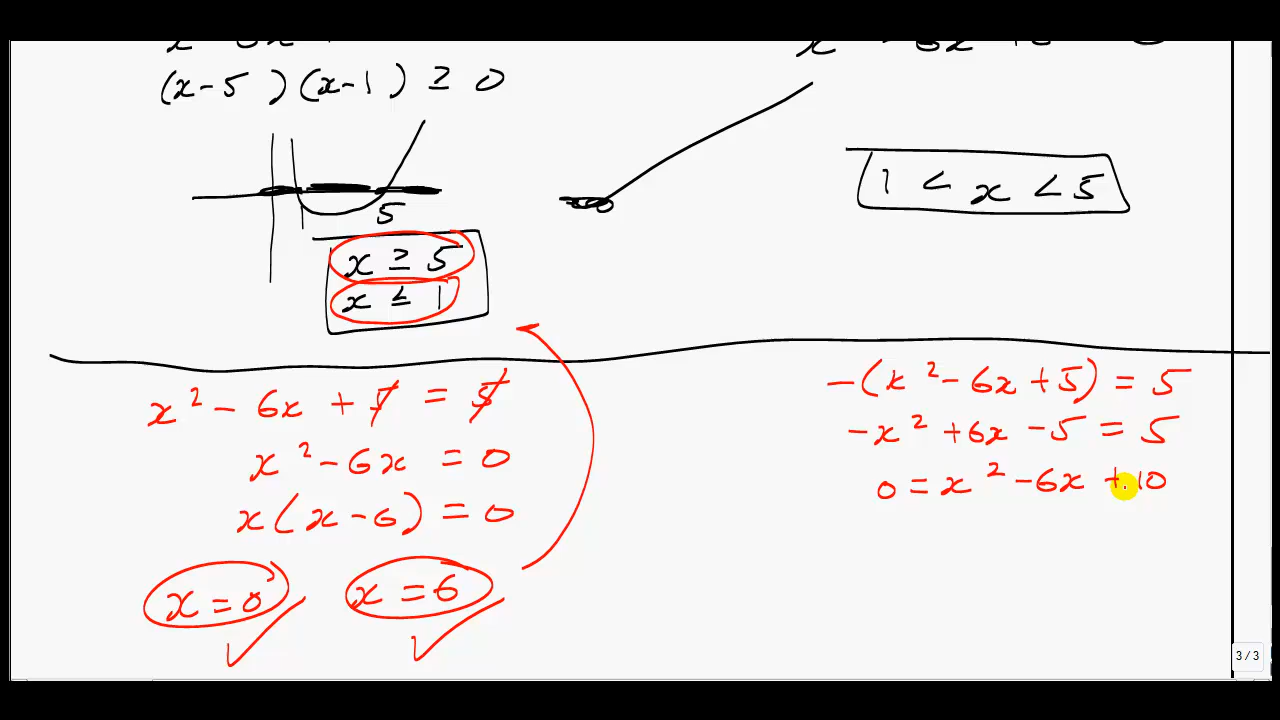 (x-5)(x-1) ≥ 0
5
x ≥ 5
x ≤ 1
1 < x < 5
x² - 6x + 5 = 5
x² - 6x = 0
x(x-6) = 0
x = 0 x = 6
-(x² - 6x + 5) = 5
-x² + 6x - 5 = 5
0 = x² - 6x + 10
3/3